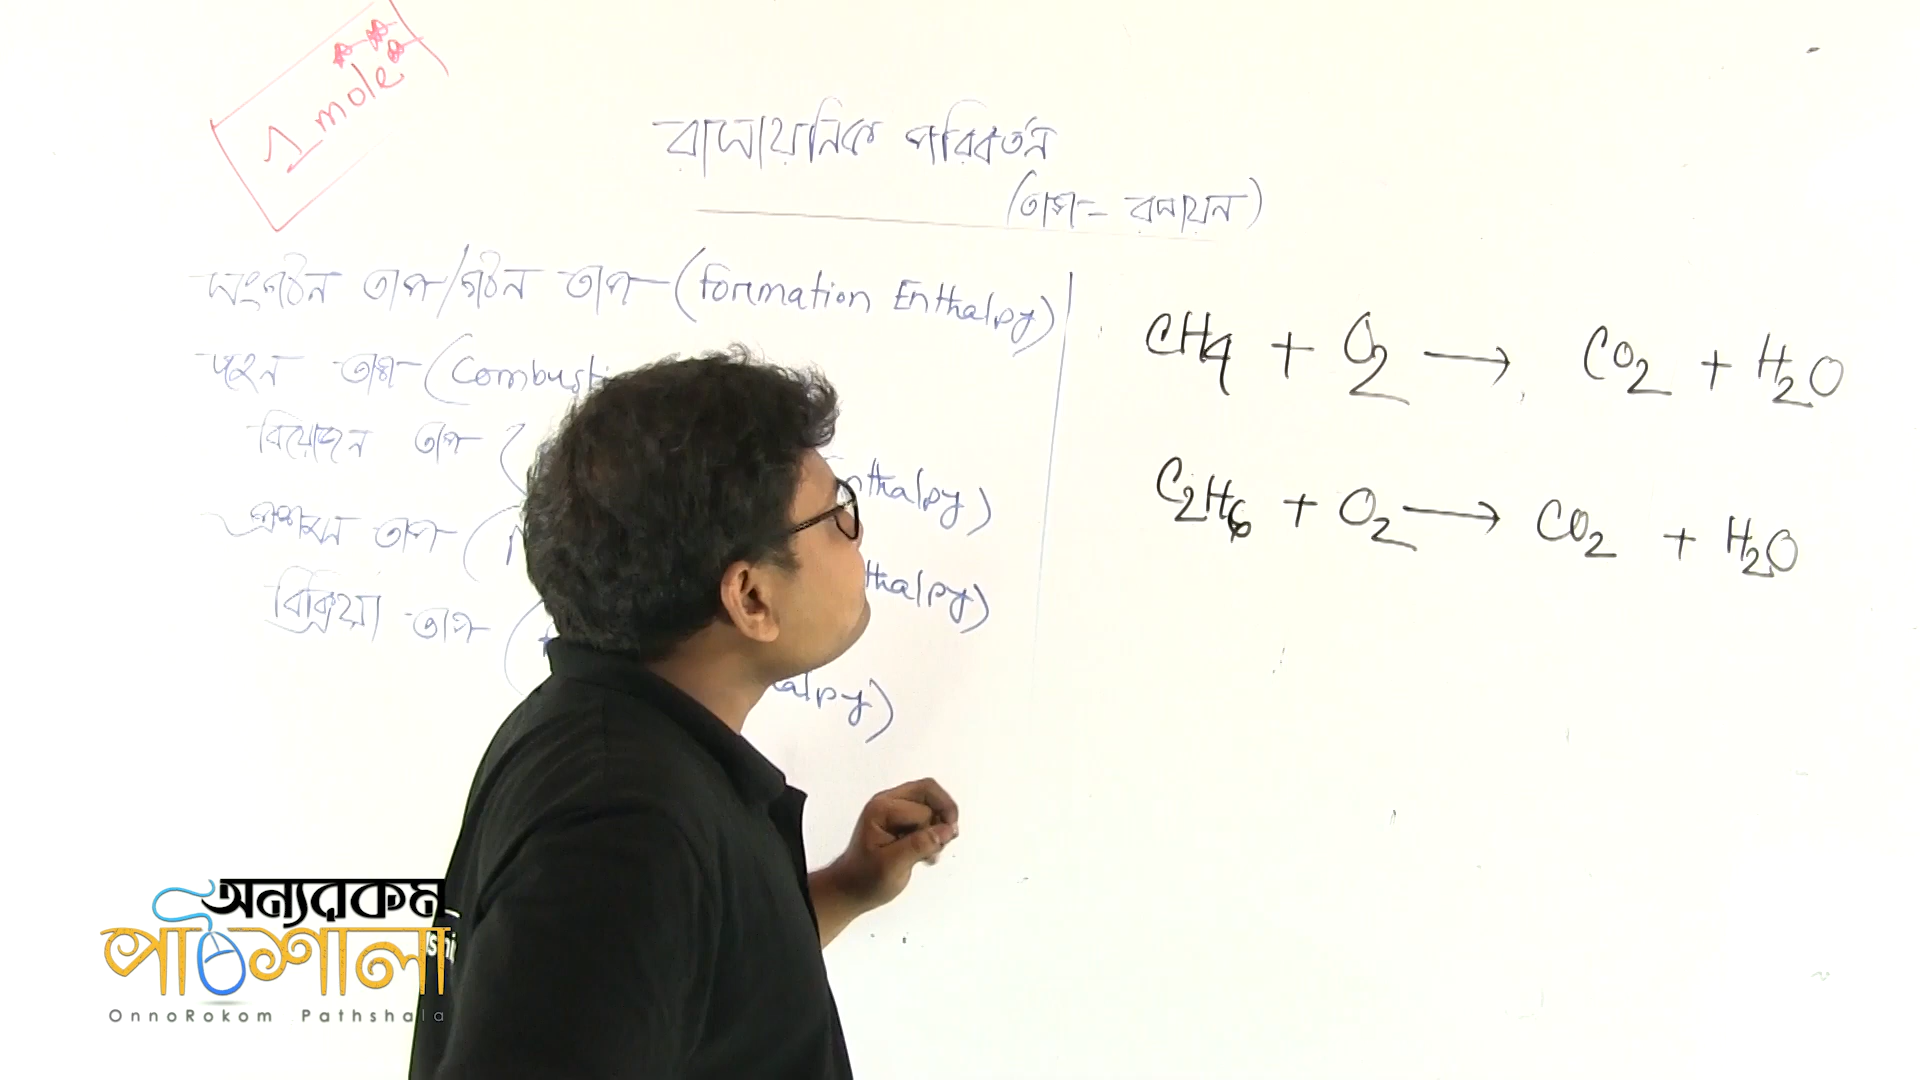 1 mole
রাসায়নিক পরিবর্তন
(তাপ- রসায়ন)
সংগঠন তাপ/গঠন তাপ-(Formation Enthalpy)
দহন তাপ-(Combusti
বিয়োজন তাপ (
nthalpy)
প্রশমন তাপ (
thalpy)
বিক্রিয়া তাপ (
alpy)
CH4 + O2 → CO2 + H2O
C2H6 + O2 → CO2 + H2O
অন্যরকম
পাঠশালা
OnnoRokom Pathshala